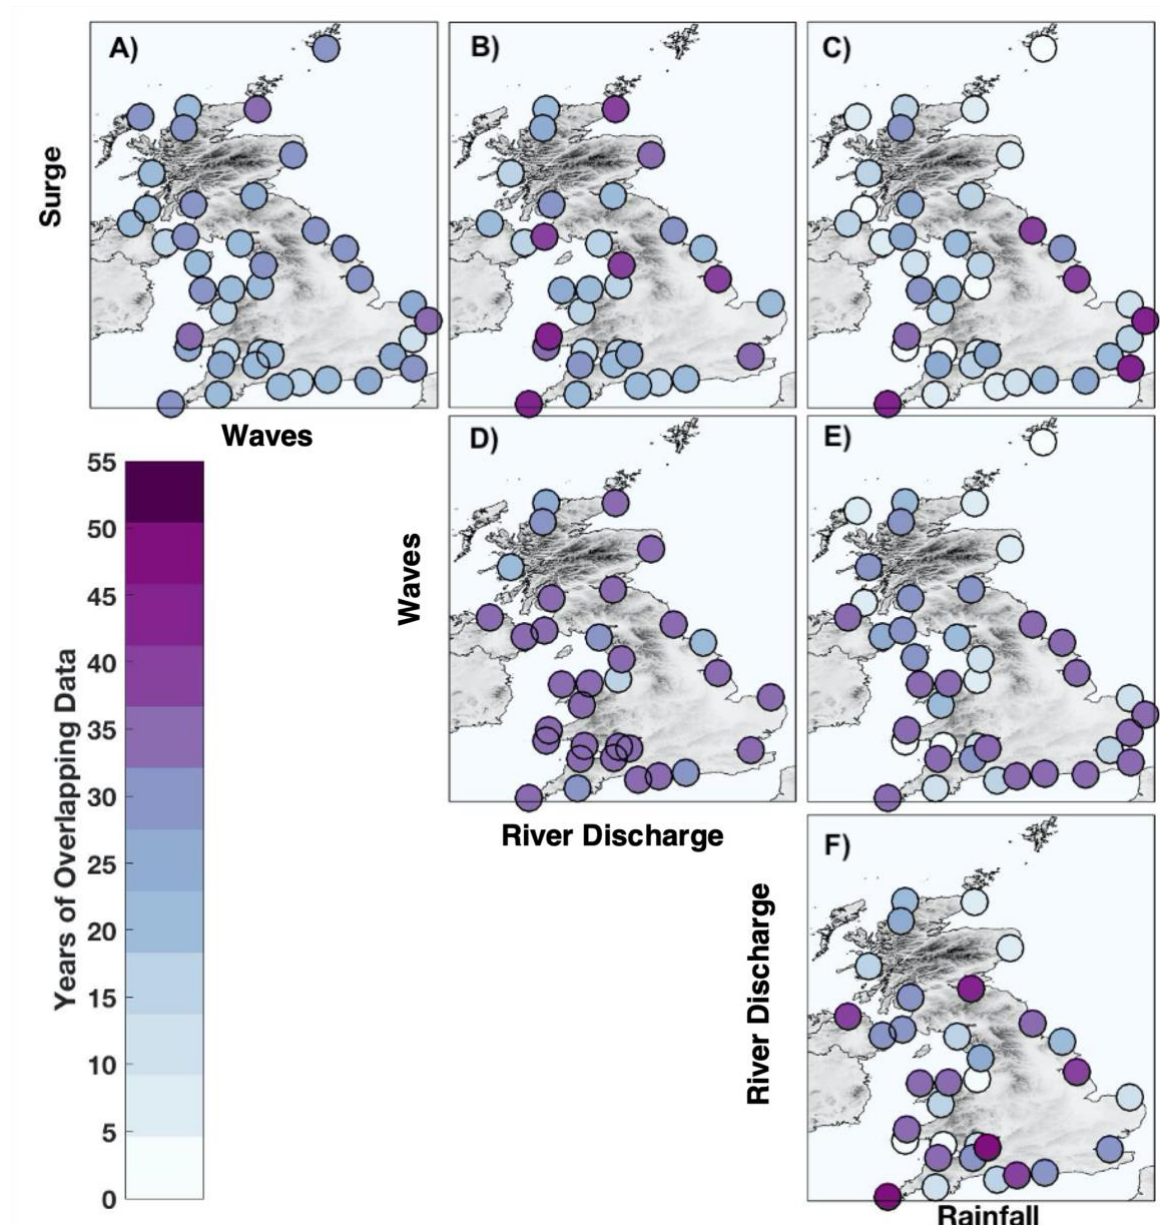 A)
B)
C)
Surge
Waves
D)
E)
Waves
River Discharge
55
50
45
40
35
30
25
20
15
10
5
0
Years of Overlapping Data
F)
River Discharge
Rainfall